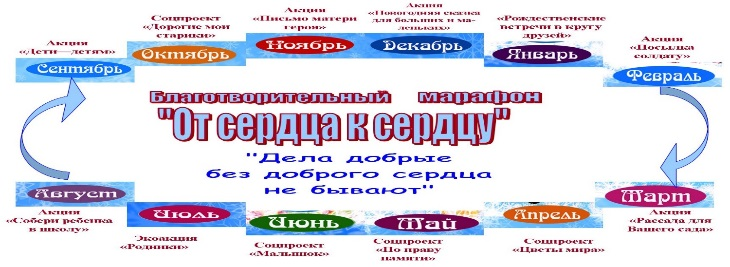 Акция
«Дети—детям»
Сентябрь
Соцпроект
«Дорогие мои
старики»
Октябрь
Акция
«Письмо матери
героя»
Ноябрь
Акция
«Новогодняя сказка
для больших и ма-
леньких»
Декабрь
«Рождественские
встречи в кругу
друзей»
Январь
Акция
«Посылка
солдату»
Февраль
Благотворительный марафон
"От сердца к сердцу"
"Дела добрые
без доброго сердца
не бывают"
Август
Акция
«Собери ребенка
в школу»
Июль
Экоакция
«Родники»
Июнь
Соцпроект
«Малышок»
Май
Соцпроект
«По праву
памяти»
Апрель
Соцпроект
«Цветы мира»
Март
Акция
«Рассада для
Вашего сада»